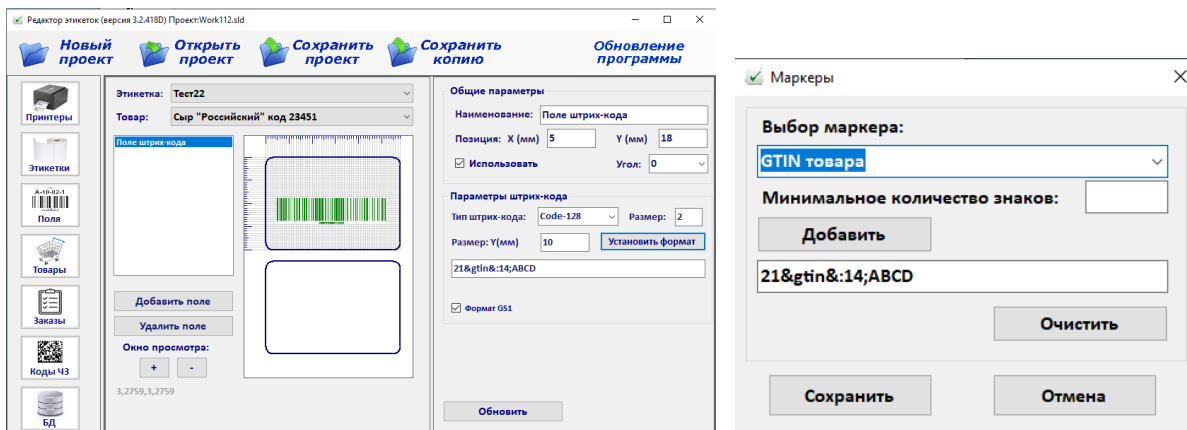 Редактор этикеток (версия 3.2.418D) Проект:Work112.sld
Новый проект
Открыть проект
Сохранить проект
Сохранить копию
Обновление программы
Принтеры
Этикетки
A-10-02-1
Поля
Товары
Заказы
Коды ЧЗ
БД
Этикетка: Тест22
Товар: Сыр "Российский" код 23451
Поле штрих-кода
Добавить поле
Удалить поле
Окно просмотра:
+ -
3,2759,3,2759
Общие параметры
Наименование: Поле штрих-кода
Позиция: X (мм) 5 Y (мм) 18
Использовать Угол: 0
Параметры штрих-кода
Тип штрих-кода: Code-128 Размер: 2
Размер: Y(мм) 10 Установить формат
21&gtin&:14;ABCD
Формат GS1
Обновить
Маркеры
Выбор маркера:
GTIN товара
Минимальное количество знаков:
Добавить
21&gtin&:14;ABCD
Очистить
Сохранить Отмена